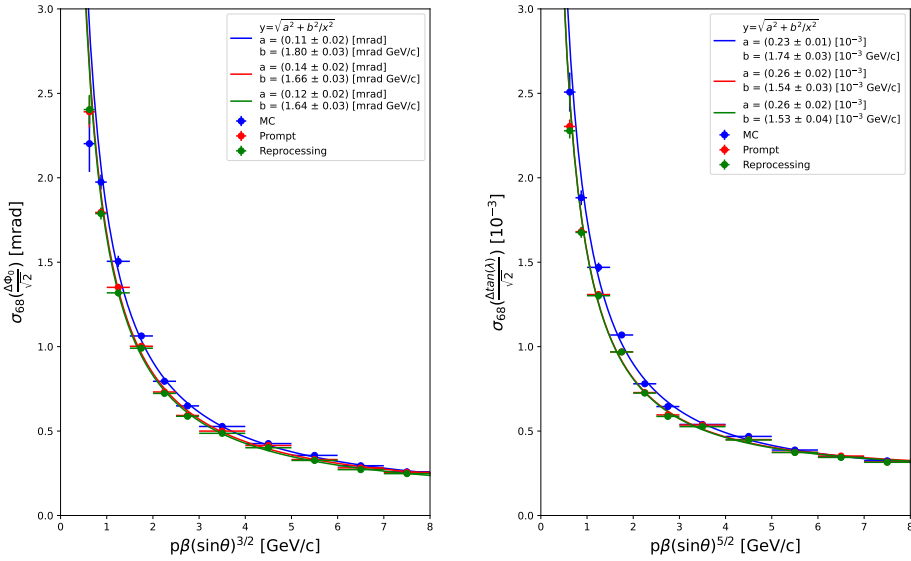 y=√a² + b²/x²
a = (0.11 ± 0.02) [mrad]
b = (1.80 ± 0.03) [mrad GeV/c]
a = (0.14 ± 0.02) [mrad]
b = (1.66 ± 0.03) [mrad GeV/c]
a = (0.12 ± 0.02) [mrad]
b = (1.64 ± 0.03) [mrad GeV/c]
MC
Prompt
Reprocessing
3.0
2.5
2.0
1.5
1.0
0.5
0.0
σ₆₈(ΔΦ₀/√2) [mrad]
0 1 2 3 4 5 6 7 8
pβ(sinθ)^3/2 [GeV/c]
y=√a² + b²/x²
a = (0.23 ± 0.01) [10⁻³]
b = (1.74 ± 0.03) [10⁻³ GeV/c]
a = (0.26 ± 0.02) [10⁻³]
b = (1.54 ± 0.03) [10⁻³ GeV/c]
a = (0.26 ± 0.02) [10⁻³]
b = (1.53 ± 0.04) [10⁻³ GeV/c]
MC
Prompt
Reprocessing
3.0
2.5
2.0
1.5
1.0
0.5
0.0
σ₆₈(Δtan(λ)/√2) [10⁻³]
0 1 2 3 4 5 6 7 8
pβ(sinθ)^5/2 [GeV/c]